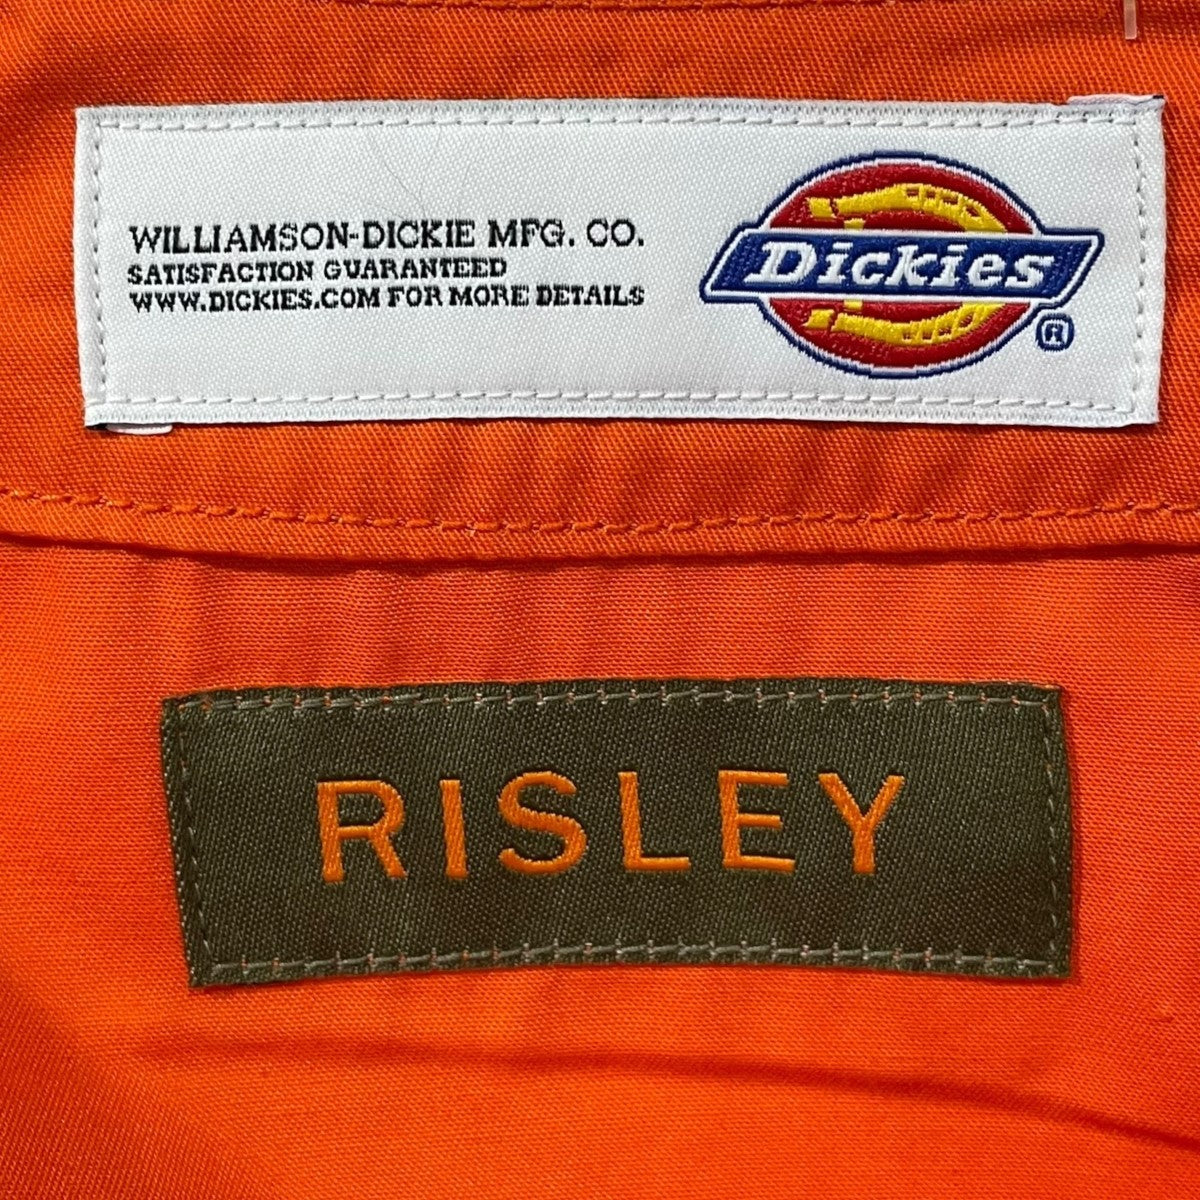 WILLIAMSON-DICKIE MFG. CO.
SATISFACTION GUARANTEED
WWW.DICKIES.COM FOR MORE DETAILS
Dickies
®
RISLEY